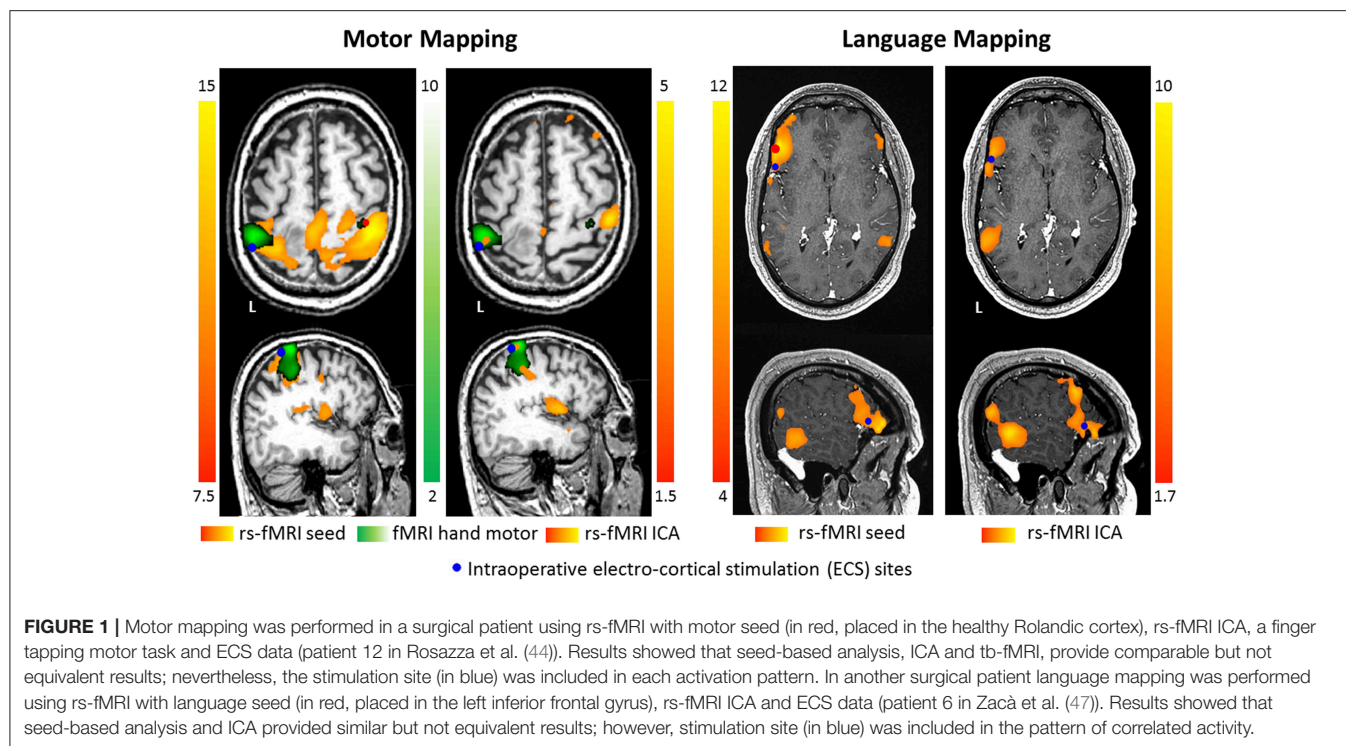 Motor Mapping
Language Mapping
15
10
5
12
10
L
L
7.5
2
1.5
4
1.7
rs-fMRI seed
fMRI hand motor
rs-fMRI ICA
rs-fMRI seed
rs-fMRI ICA
Intraoperative electro-cortical stimulation (ECS) sites
FIGURE 1 | Motor mapping was performed in a surgical patient using rs-fMRI with motor seed (in red, placed in the healthy Rolandic cortex), rs-fMRI ICA, a finger
tapping motor task and ECS data (patient 12 in Rosazza et al. (44)). Results showed that seed-based analysis, ICA and tb-fMRI, provide comparable but not
equivalent results; nevertheless, the stimulation site (in blue) was included in each activation pattern. In another surgical patient language mapping was performed
using rs-fMRI with language seed (in red, placed in the left inferior frontal gyrus), rs-fMRI ICA and ECS data (patient 6 in Zacà et al. (47)). Results showed that
seed-based analysis and ICA provided similar but not equivalent results; however, stimulation site (in blue) was included in the pattern of correlated activity.